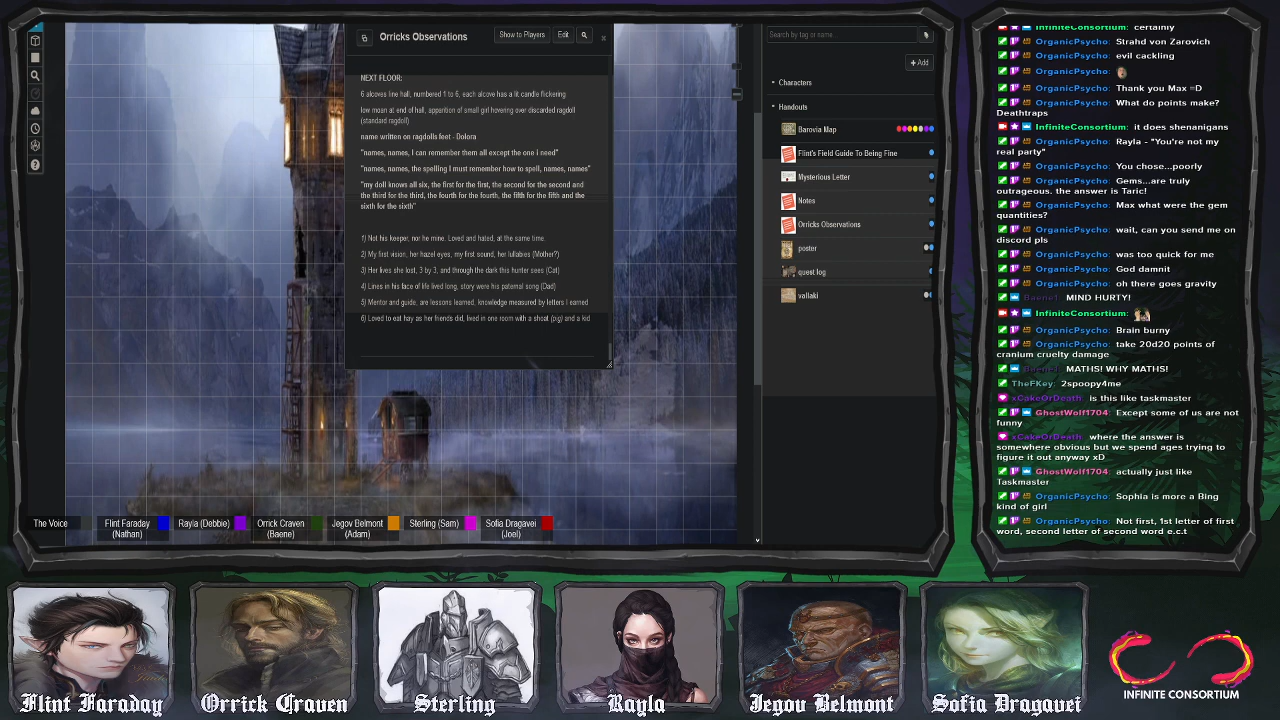 Orricks Observations
Show to Players
Edit
NEXT FLOOR:
6 alcoves line hall, numbered 1 to 6, each alcove has a lit candle flickering
low moan at end of hall, apparition of small girl hovering over discarded ragdoll
(standard ragdoll)
name written on ragdolls feet - Dolora
"names, names, I can remember them all except the one I need"
"names, names, the spelling I must remember how to spell, names, names"
"my doll knows all six, the first for the first, the second for the second and
the third for the third, the fourth for the fourth, the fifth for the fifth and the
sixth for the sixth"
1) Not his keeper, nor he mine. Loved and hated, at the same time.
2) My first vision, her hazel eyes, my first sound, her lullabies (Mother?)
3) Her lives she lost, 3 by 3, and through the dark this hunter sees (Cat)
4) Lines in his face of life lived long, story were his paternal song (Dad)
5) Mentor and guide, are lessons learned, knowledge measured by letters I earned
6) Loved to eat hay as her friends did, lived in one room with a shoat (pig) and a kid
Search by tag or name...
+ Add
Characters
Handouts
Barovia Map
Flint's Field Guide To Being Fine
Mysterious Letter
Notes
Orricks Observations
poster
quest log
vallaki
The Voice
Flint Faraday
(Nathan)
Rayla (Debbie)
Orrick Craven
(Baene)
Jegov Belmont
(Adam)
Sterling (Sam)
Sofia Dragavei
(Joel)
InfiniteConsortium: certainly
OrganicPsycho: Strahd von Zarovich
OrganicPsycho: evil cackling
OrganicPsycho:
OrganicPsycho: Thank you Max =D
OrganicPsycho: What do points make?
Deathtraps
InfiniteConsortium: it does shenanigans
OrganicPsycho: Rayla - "You're not my
real party"
OrganicPsycho: You chose...poorly
OrganicPsycho: Gems...are truly
outrageous. the answer is Taric!
OrganicPsycho: Max what were the gem
quantities?
OrganicPsycho: wait, can you send me on
discord pls
OrganicPsycho: was too quick for me
OrganicPsycho: God damnit
OrganicPsycho: oh there goes gravity
Baene1 MIND HURTY!
InfiniteConsortium:
OrganicPsycho: Brain burny
OrganicPsycho: take 20d20 points of
cranium cruelty damage
Baene1 MATHS! WHY MATHS!
TheFKey: 2spoopy4me
xCakeOrDeath is this like taskmaster
GhostWolf1704: Except some of us are not
funny
xCakeOrDeath where the answer is
somewhere obvious but we spend ages trying to
figure it out anyway xD
GhostWolf1704: actually just like
Taskmaster
OrganicPsycho: Sophia is more a Bing
kind of girl
OrganicPsycho: Not first, 1st letter of first
word, second letter of second word e.c.t
Flint Faraday
Orrick Craven
Sterling
Rayla
Jegov Belmont
Sofia Dragavei
INFINITE CONSORTIUM